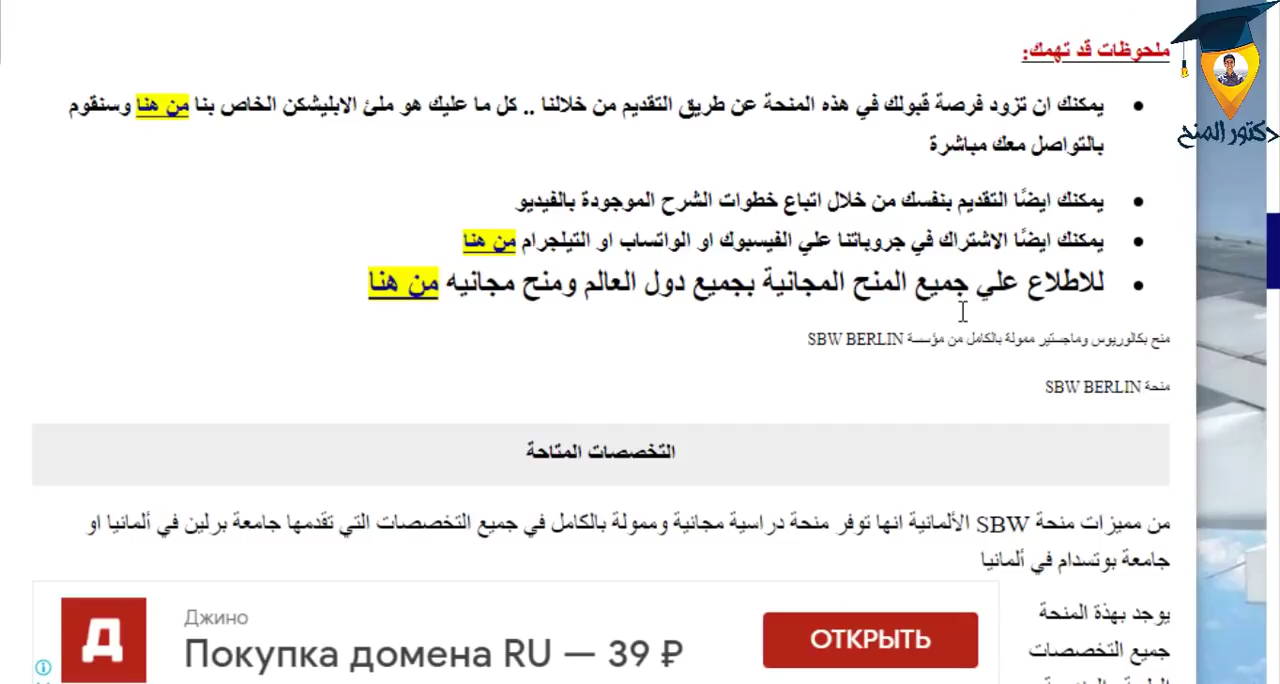 ملحوظات قد تهمك:
دكتور المنح
يمكنك ان تزود فرصة قبولك في هذه المنحة عن طريق التقديم من خلالنا .. كل ما عليك هو ملئ الابليشكن الخاص بنا من هنا وسنقوم
بالتواصل معك مباشرة
يمكنك ايضًا التقديم بنفسك من خلال اتباع خطوات الشرح الموجودة بالفيديو
يمكنك ايضًا الاشتراك في جروباتنا علي الفيسبوك او الواتساب او التيلجرام من هنا
للاطلاع علي جميع المنح المجانية بجميع دول العالم ومنح مجانيه من هنا
منح بكالوريوس وماجستير ممولة بالكامل من مؤسسة SBW BERLIN
منحة SBW BERLIN
التخصصات المتاحة
من مميزات منحة SBW الألمانية انها توفر منحة دراسية مجانية وممولة بالكامل في جميع التخصصات التي تقدمها جامعة برلين في ألمانيا او
جامعة بوتسدام في ألمانيا
يوجد بهذة المنحة
جميع التخصصات
Джино
Покупка домена RU — 39 ₽
ОТКРЫТЬ